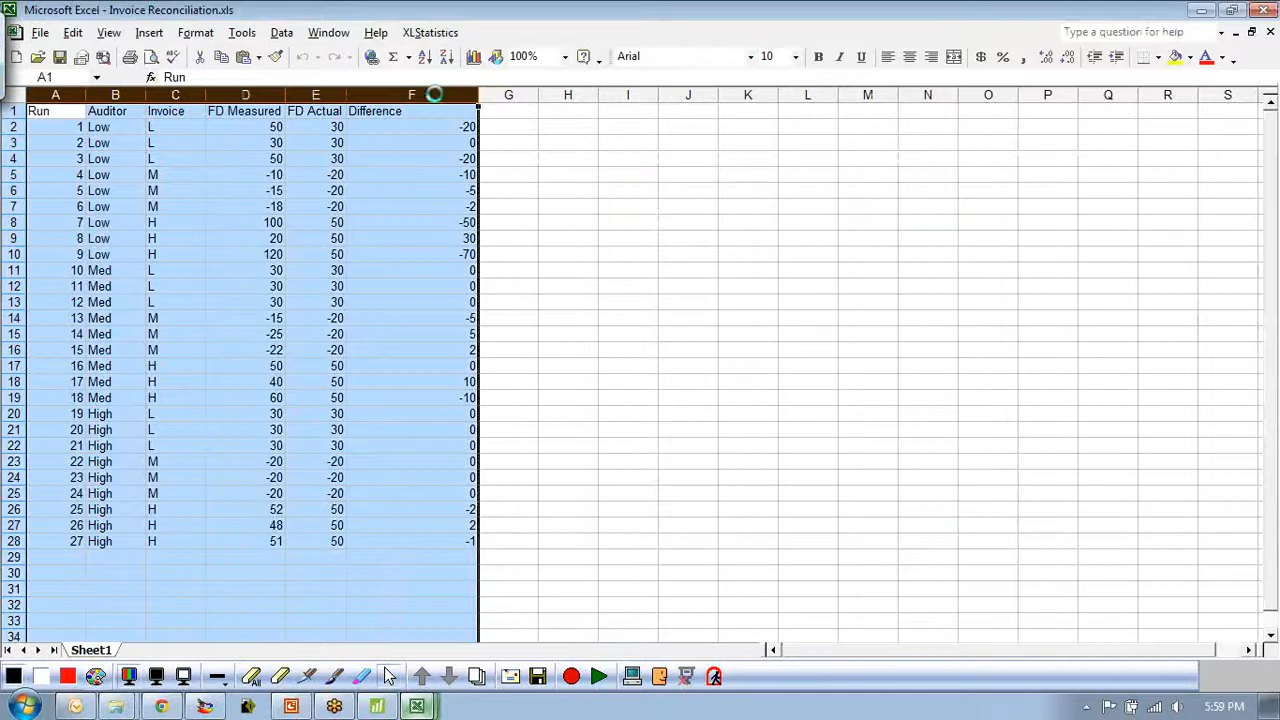 Microsoft Excel - Invoice Reconciliation.xls
File Edit View Insert Format Tools Data Window Help XLStatistics Type a question for help
100% Arial 10 B I U $ %
A1 fx Run
A B C D E F G H I J K L M N O P Q R S
1 Run Auditor Invoice FD Measured FD Actual Difference
2 1 Low L 50 30 -20
3 2 Low L 30 30 0
4 3 Low L 50 30 -20
5 4 Low M -10 -20 -10
6 5 Low M -15 -20 -5
7 6 Low M -18 -20 -2
8 7 Low H 100 50 -50
9 8 Low H 20 50 30
10 9 Low H 120 50 -70
11 10 Med L 30 30 0
12 11 Med L 30 30 0
13 12 Med L 30 30 0
14 13 Med M -15 -20 -5
15 14 Med M -25 -20 5
16 15 Med M -22 -20 2
17 16 Med H 50 50 0
18 17 Med H 40 50 10
19 18 Med H 60 50 -10
20 19 High L 30 30 0
21 20 High L 30 30 0
22 21 High L 30 30 0
23 22 High M -20 -20 0
24 23 High M -20 -20 0
25 24 High M -20 -20 0
26 25 High H 52 50 -2
27 26 High H 48 50 2
28 27 High H 51 50 -1
29
30
31
32
33
34
Sheet1
All
5:59 PM